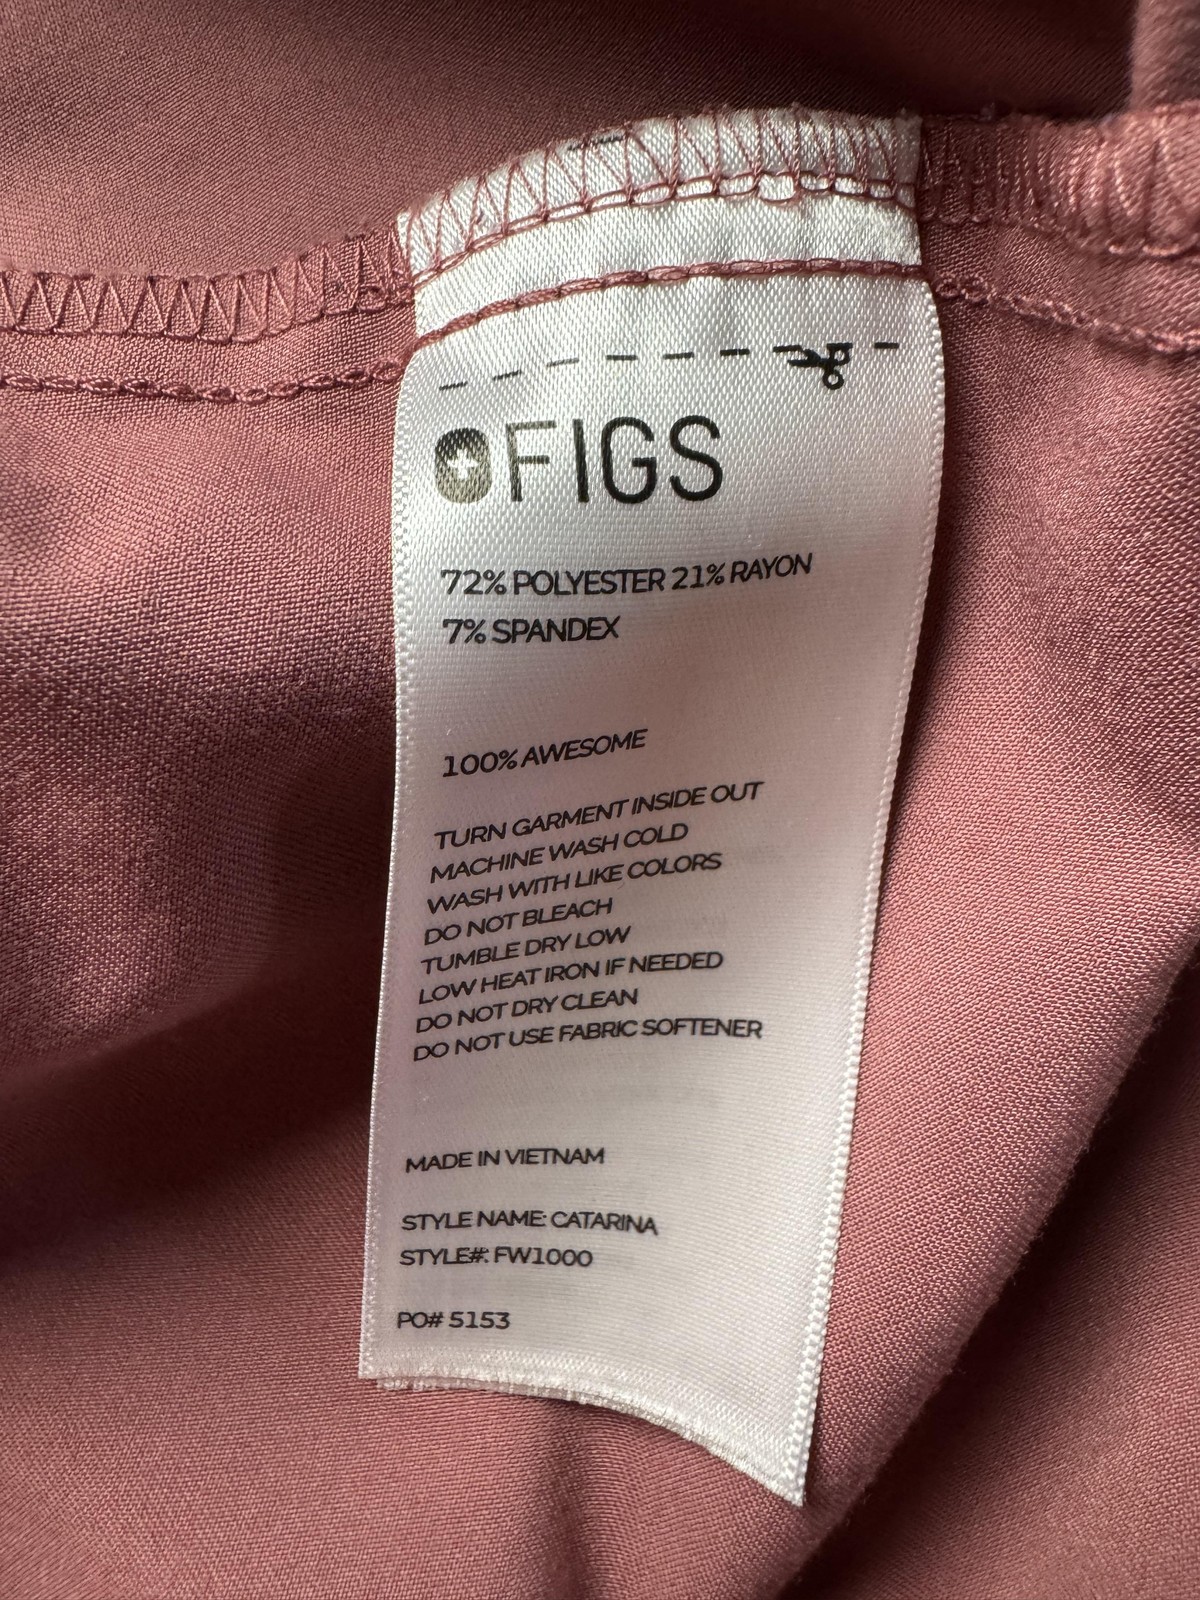 FIGS
72% POLYESTER 21% RAYON
7% SPANDEX
100% AWESOME
TURN GARMENT INSIDE OUT
MACHINE WASH COLD
WASH WITH LIKE COLORS
DO NOT BLEACH
TUMBLE DRY LOW
LOW HEAT IRON IF NEEDED
DO NOT DRY CLEAN
DO NOT USE FABRIC SOFTENER
MADE IN VIETNAM
STYLE NAME: CATARINA
STYLE#: FW1000
PO# 5153